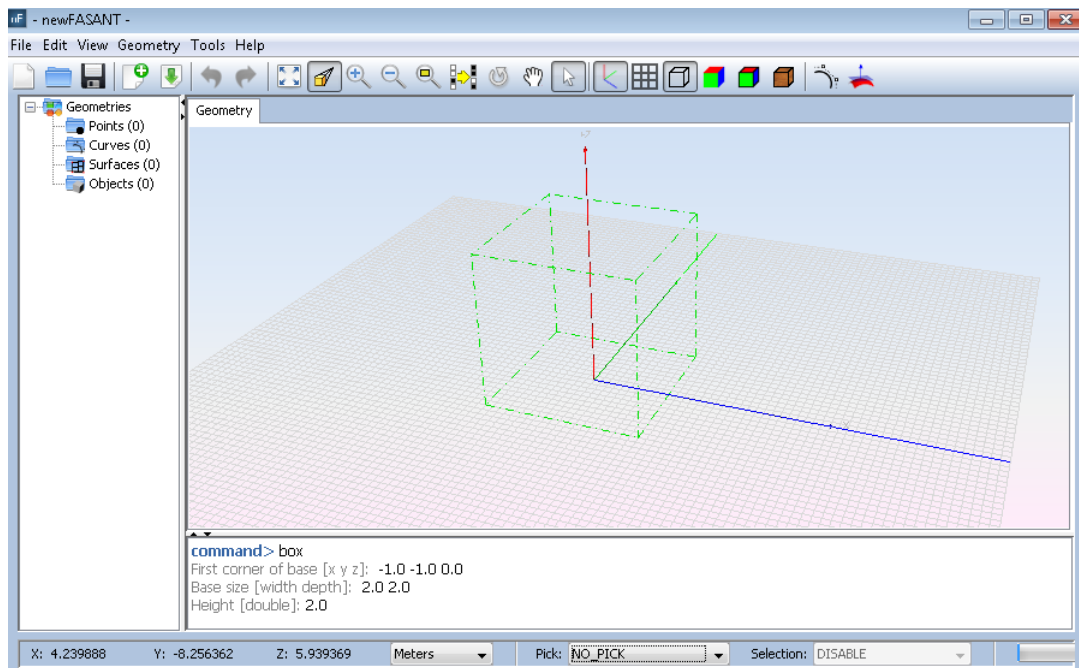 nF - newFASANT -
File Edit View Geometry Tools Help
Geometries
Points (0)
Curves (0)
Surfaces (0)
Objects (0)
Geometry
command> box
First corner of base [x y z]: -1.0 -1.0 0.0
Base size [width depth]: 2.0 2.0
Height [double]: 2.0
X: 4.239888 Y: -8.256362 Z: 5.939369 Meters Pick: NO_PICK Selection: DISABLE